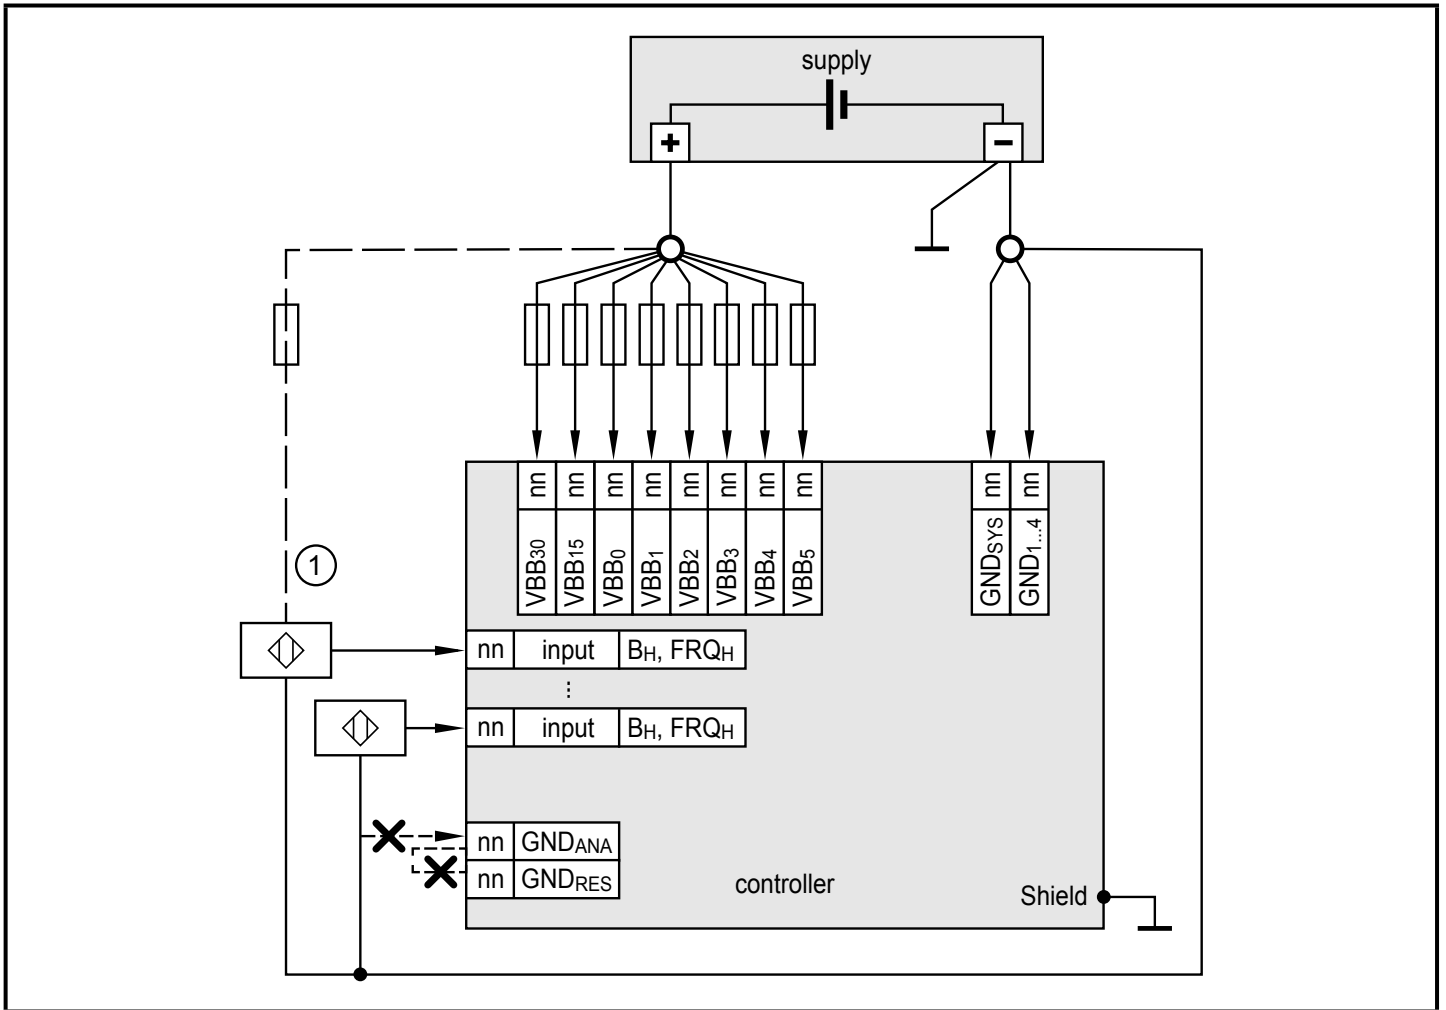 supply
+
−
nn nn nn nn nn nn nn nn
VBB30 VBB15 VBB0 VBB1 VBB2 VBB3 VBB4 VBB5
nn nn
GNDSYS GND1...4
1
nn input BH, FRQH
...
nn input BH, FRQH
nn GNDANA
nn GNDRES
controller
Shield